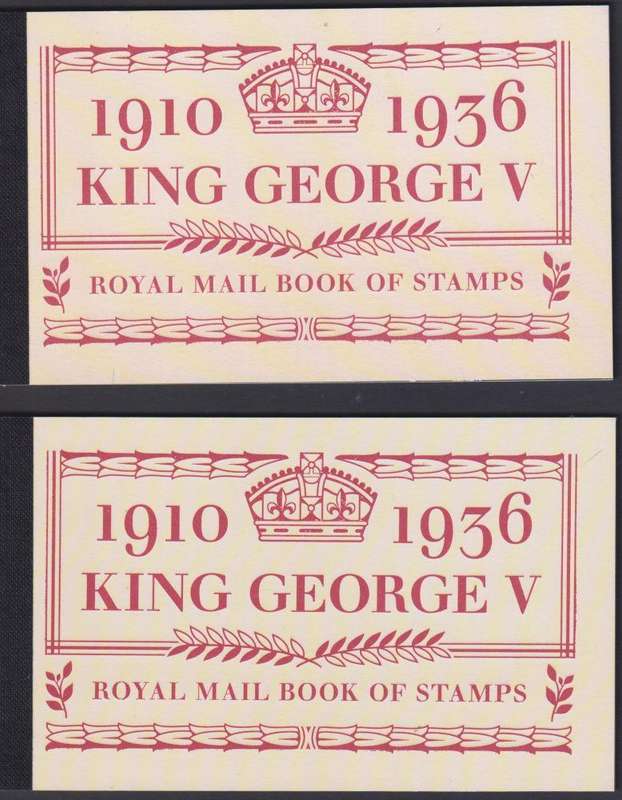 1910 1936
KING GEORGE V
ROYAL MAIL BOOK OF STAMPS
1910 1936
KING GEORGE V
ROYAL MAIL BOOK OF STAMPS